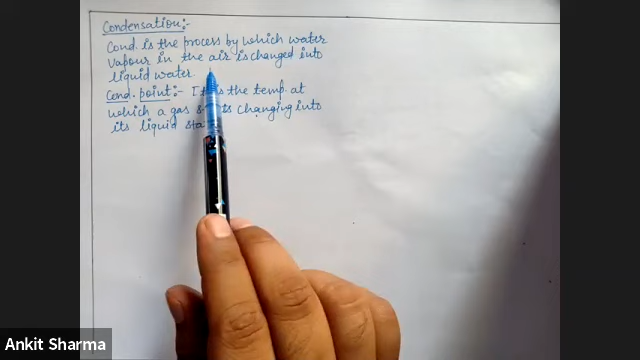 Condensation:-
Cond. is the process by which water
vapour in the air is changed into
liquid water.
Cond. point:- It is the temp. at
which a gas changing into
its liquid
Ankit Sharma